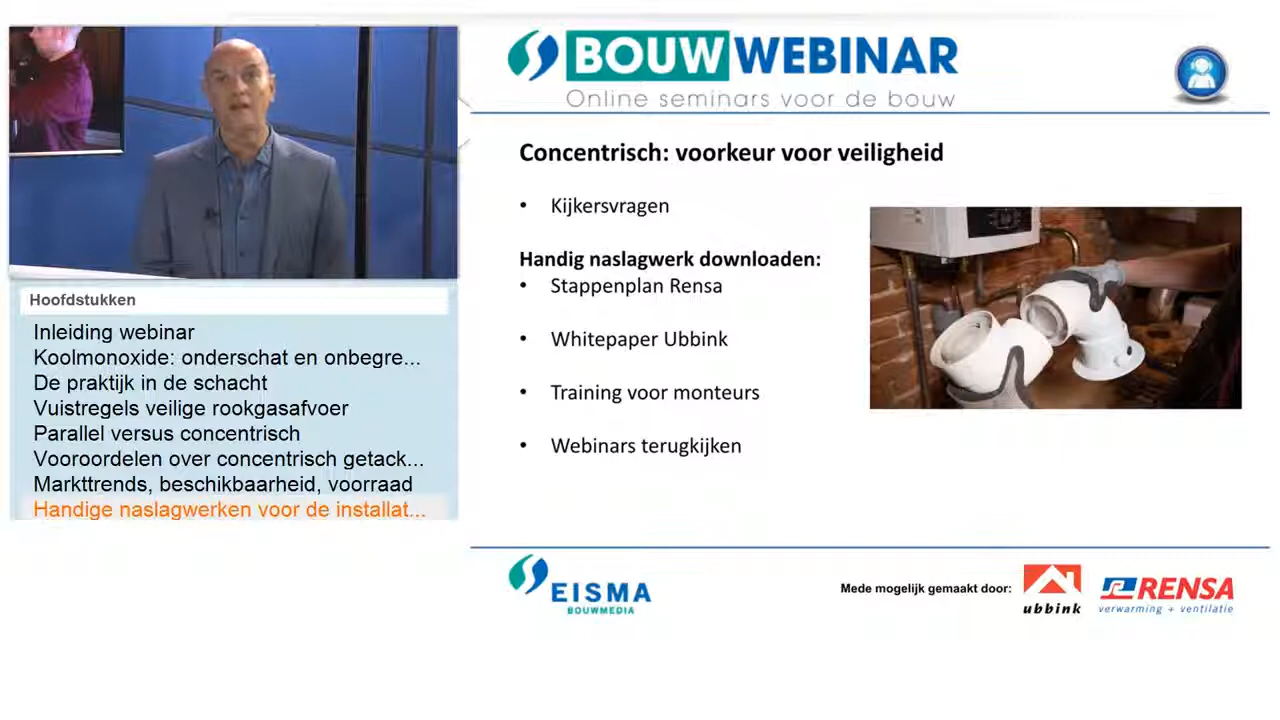 BOUWWEBINAR
Online seminars voor de bouw
Concentrisch: voorkeur voor veiligheid
• Kijkersvragen
Handig naslagwerk downloaden:
• Stappenplan Rensa
• Whitepaper Ubbink
• Training voor monteurs
• Webinars terugkijken
Hoofdstukken
Inleiding webinar
Koolmonoxide: onderschat en onbegre...
De praktijk in de schacht
Vuistregels veilige rookgasafvoer
Parallel versus concentrisch
Vooroordelen over concentrisch getack...
Markttrends, beschikbaarheid, voorraad
Handige naslagwerken voor de installat...
EISMA
BOUWMEDIA
Mede mogelijk gemaakt door:
ubbink
RENSA
verwarming + ventilatie